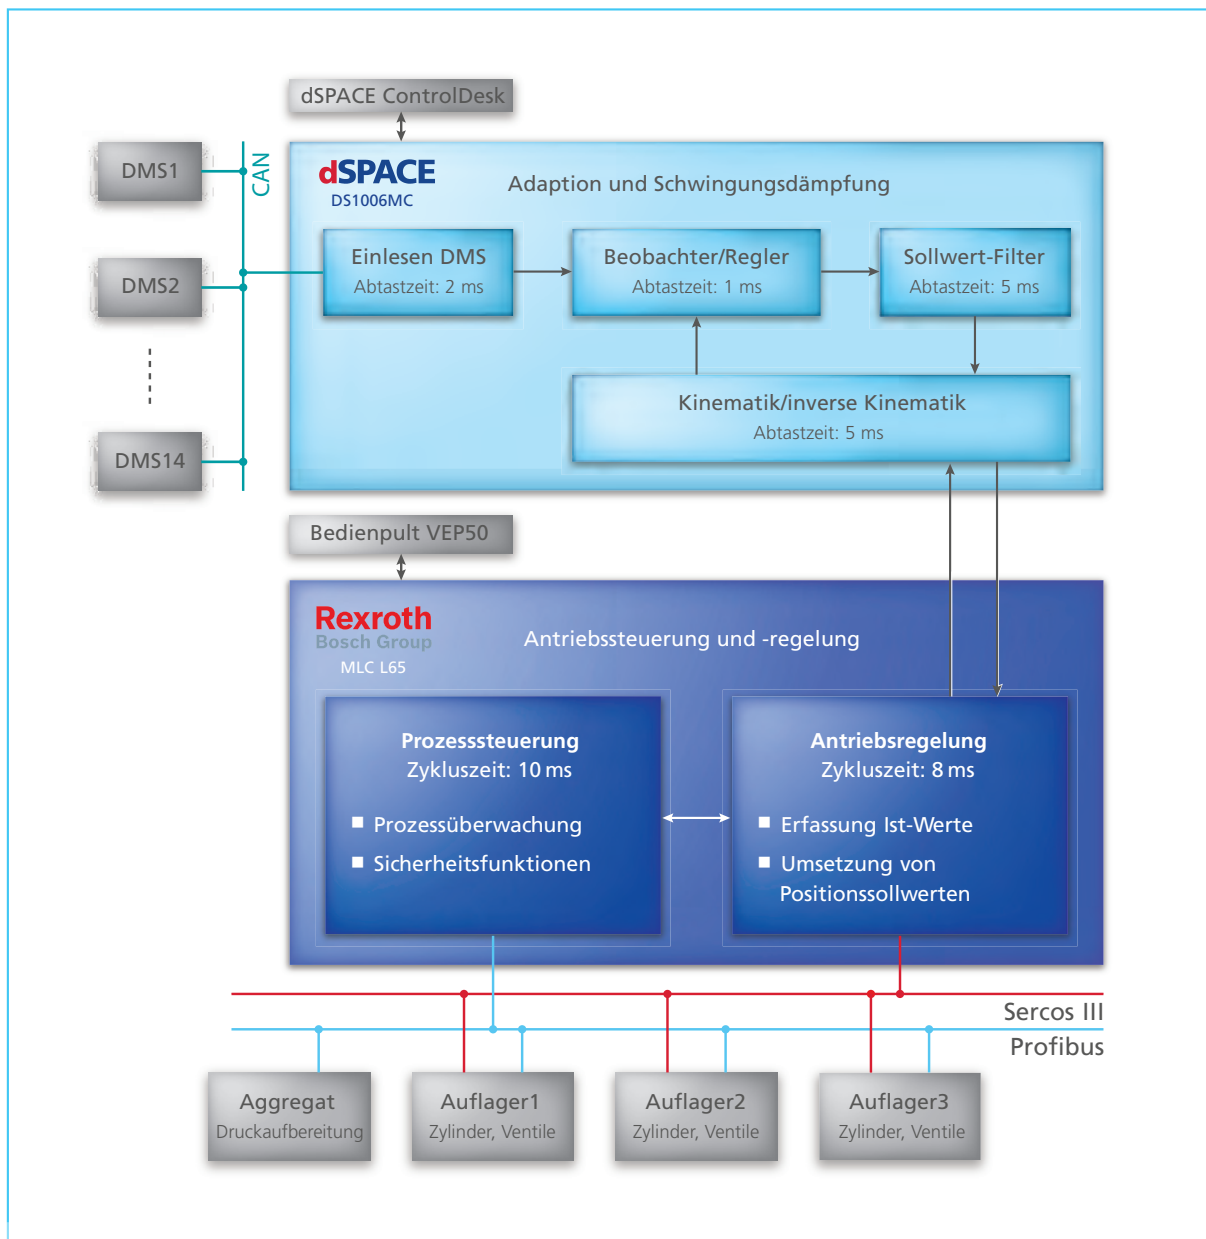 dSPACE ControlDesk
DMS1
CAN
dSPACE
DS1006MC
Adaption und Schwingungsdämpfung
DMS2
Einlesen DMS
Abtastzeit: 2 ms
Beobachter/Regler
Abtastzeit: 1 ms
Sollwert-Filter
Abtastzeit: 5 ms
Kinematik/inverse Kinematik
Abtastzeit: 5 ms
DMS14
Bedienpult VEP50
Rexroth
Bosch Group
MLC L65
Antriebssteuerung und -regelung
Prozesssteuerung
Zykluszeit: 10 ms
Prozessüberwachung
Sicherheitsfunktionen
Antriebsregelung
Zykluszeit: 8 ms
Erfassung Ist-Werte
Umsetzung von
Positionssollwerten
Sercos III
Profibus
Aggregat
Druckaufbereitung
Auflager1
Zylinder, Ventile
Auflager2
Zylinder, Ventile
Auflager3
Zylinder, Ventile